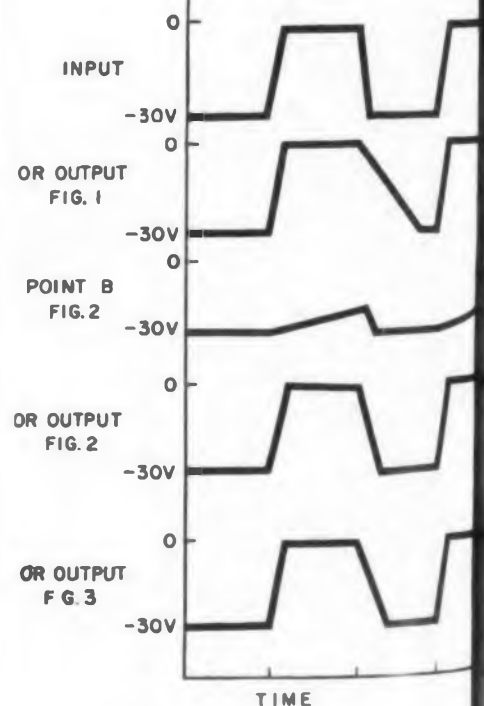 0
INPUT
-30V
0
OR OUTPUT
FIG. 1
-30V
0
POINT B
FIG. 2
-30V
0
OR OUTPUT
FIG. 2
-30V
0
OR OUTPUT
F G. 3
-30V
TIME